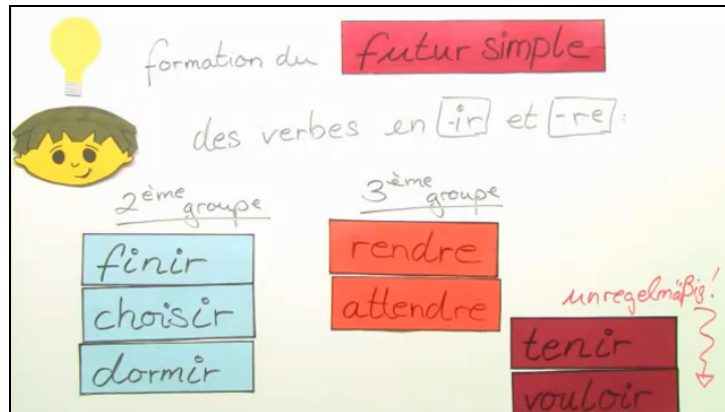 formation du futur simple
des verbes en -ir et -re :
2ème groupe
3ème groupe
finir
rendre
choisir
attendre
dormir
unregelmäßig!
tenir
vouloir